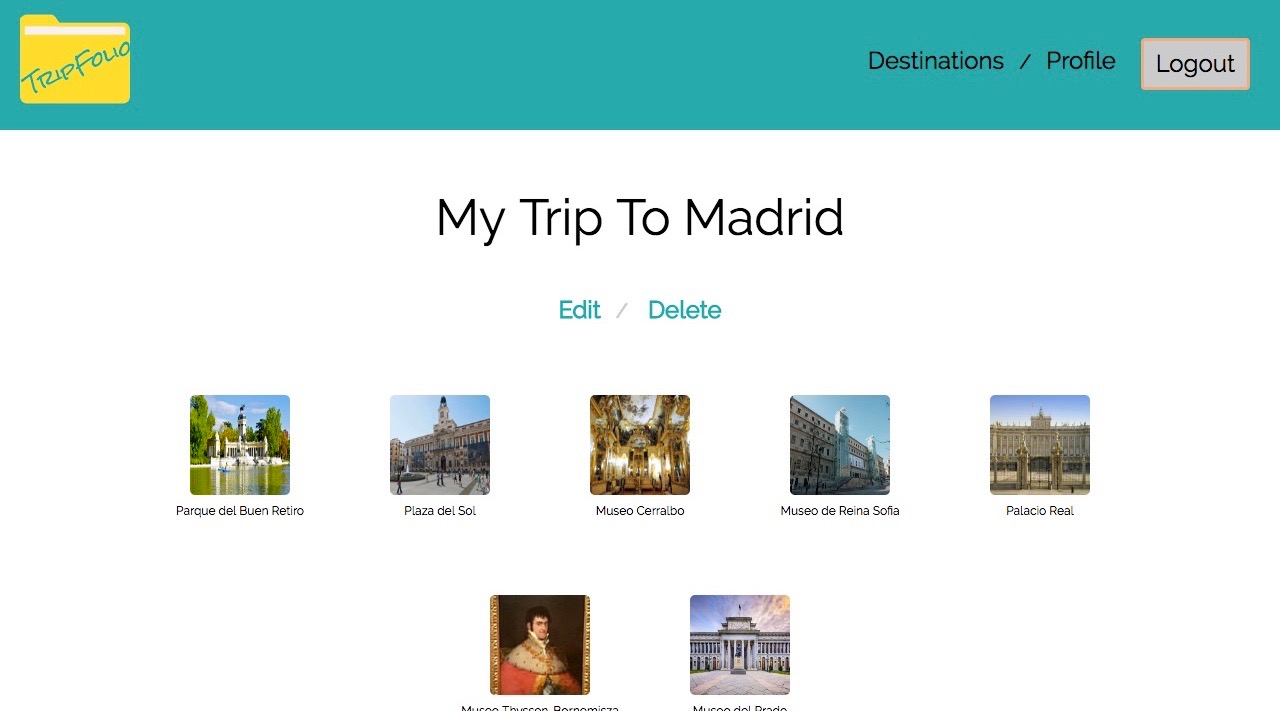 TripFolio
Destinations / Profile Logout
My Trip To Madrid
Edit / Delete
Parque del Buen Retiro
Plaza del Sol
Museo Cerralbo
Museo de Reina Sofia
Palacio Real
Museo Thyssen-Bornemisza
Museo del Prado